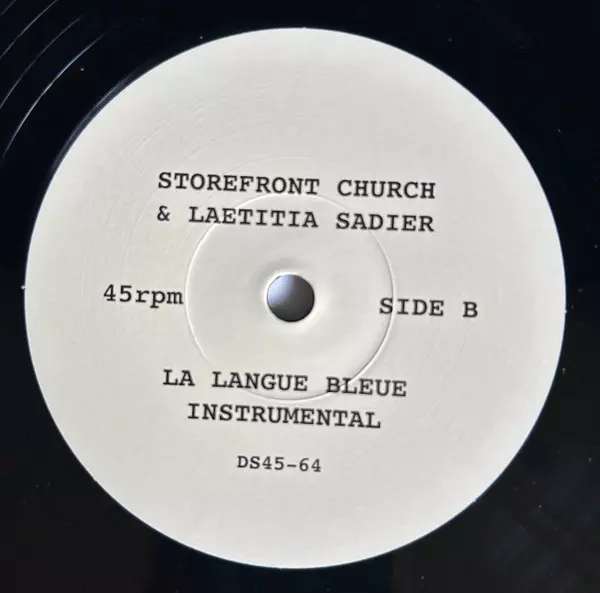 STOREFRONT CHURCH
& LAETITIA SADIER
45rpm
SIDE B
LA LANGUE BLEUE
INSTRUMENTAL
DS45-64